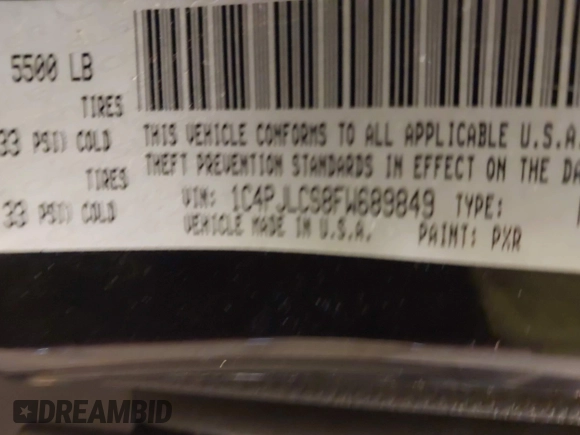 5500 LB
TIRES
33 PSI) COLD
THIS VEHICLE CONFORMS TO ALL APPLICABLE U.S.A.
THEFT PREVENTION STANDARDS IN EFFECT ON THE DA
TIRES
33 PSI) COLD
VIN: 1C4PJLCS8FW689849 TYPE:
VEHICLE MADE IN U.S.A. PAINT: PXR
DREAMBID